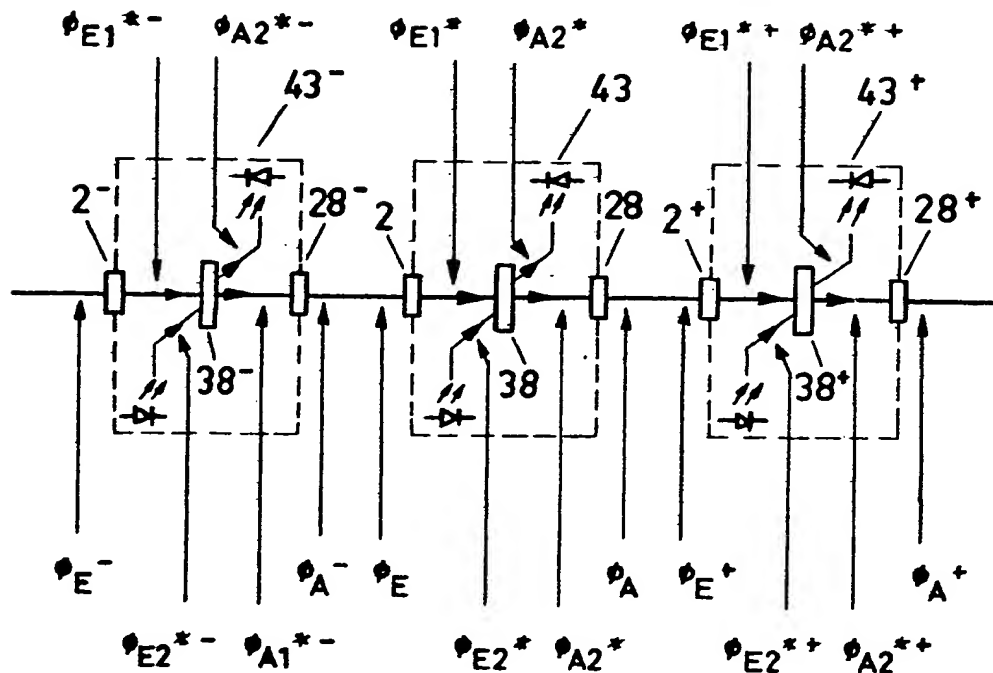 ϕE1*- ϕA2*- ϕE1* ϕA2* ϕE1*+ ϕA2*+
43- 43 43+
2- 28- 2 28 2+ 28+
38- 38 38+
ϕE- ϕA- ϕE ϕA ϕE+ ϕA+
ϕE2*- ϕA1*- ϕE2* ϕA2* ϕE2*+ ϕA2*+